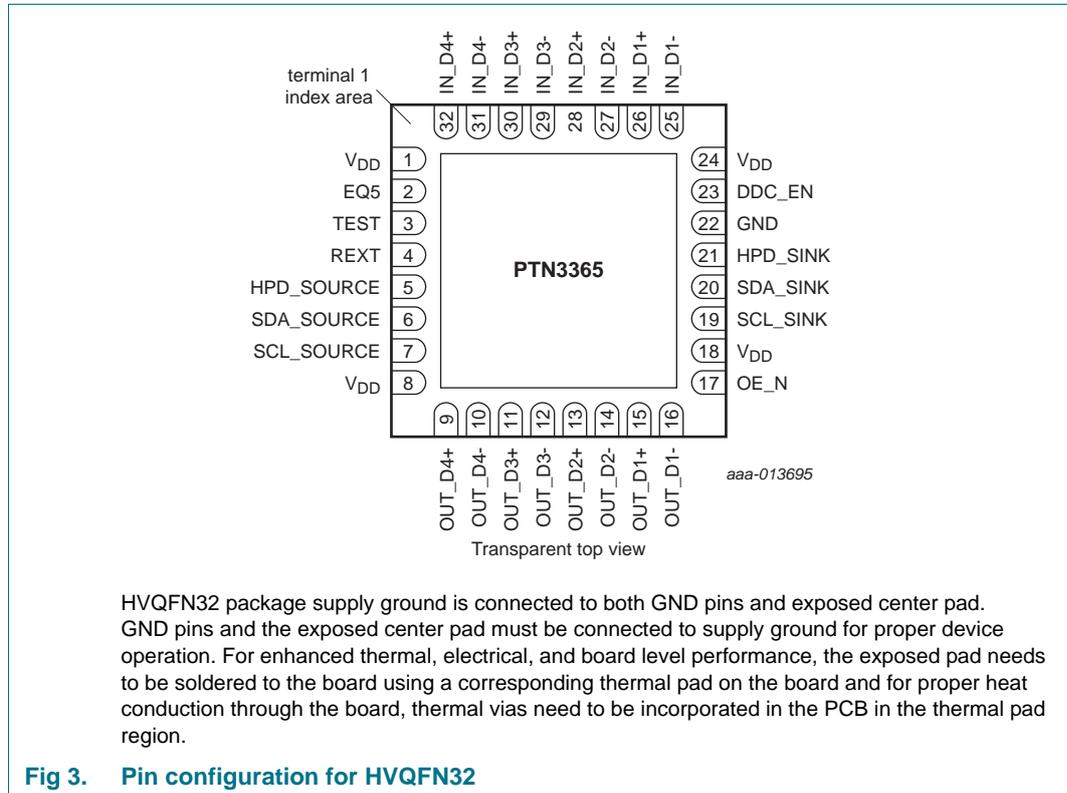 IN_D4+
IN_D4-
IN_D3+
IN_D3-
IN_D2+
IN_D2-
IN_D1+
IN_D1-
terminal 1
index area
32
31
30
29
28
27
26
25
VDD 1
EQ5 2
TEST 3
REXT 4
HPD_SOURCE 5
SDA_SOURCE 6
SCL_SOURCE 7
VDD 8
PTN3365
24 VDD
23 DDC_EN
22 GND
21 HPD_SINK
20 SDA_SINK
19 SCL_SINK
18 VDD
17 OE_N
9
10
11
12
13
14
15
16
OUT_D4+
OUT_D4-
OUT_D3+
OUT_D3-
OUT_D2+
OUT_D2-
OUT_D1+
OUT_D1-
aaa-013695
Transparent top view
HVQFN32 package supply ground is connected to both GND pins and exposed center pad.
GND pins and the exposed center pad must be connected to supply ground for proper device
operation. For enhanced thermal, electrical, and board level performance, the exposed pad needs
to be soldered to the board using a corresponding thermal pad on the board and for proper heat
conduction through the board, thermal vias need to be incorporated in the PCB in the thermal pad
region.
Fig 3. Pin configuration for HVQFN32